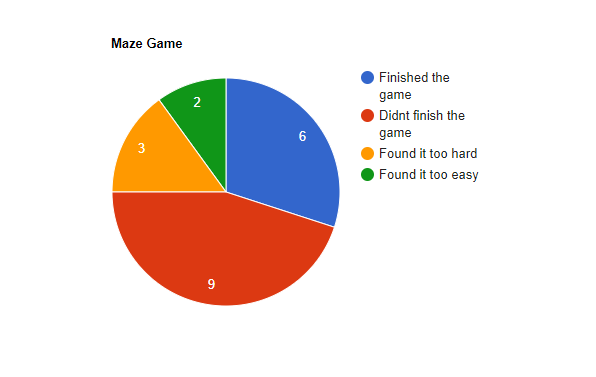 Maze Game
2
6
3
9
Finished the
game
Didnt finish the
game
Found it too hard
Found it too easy